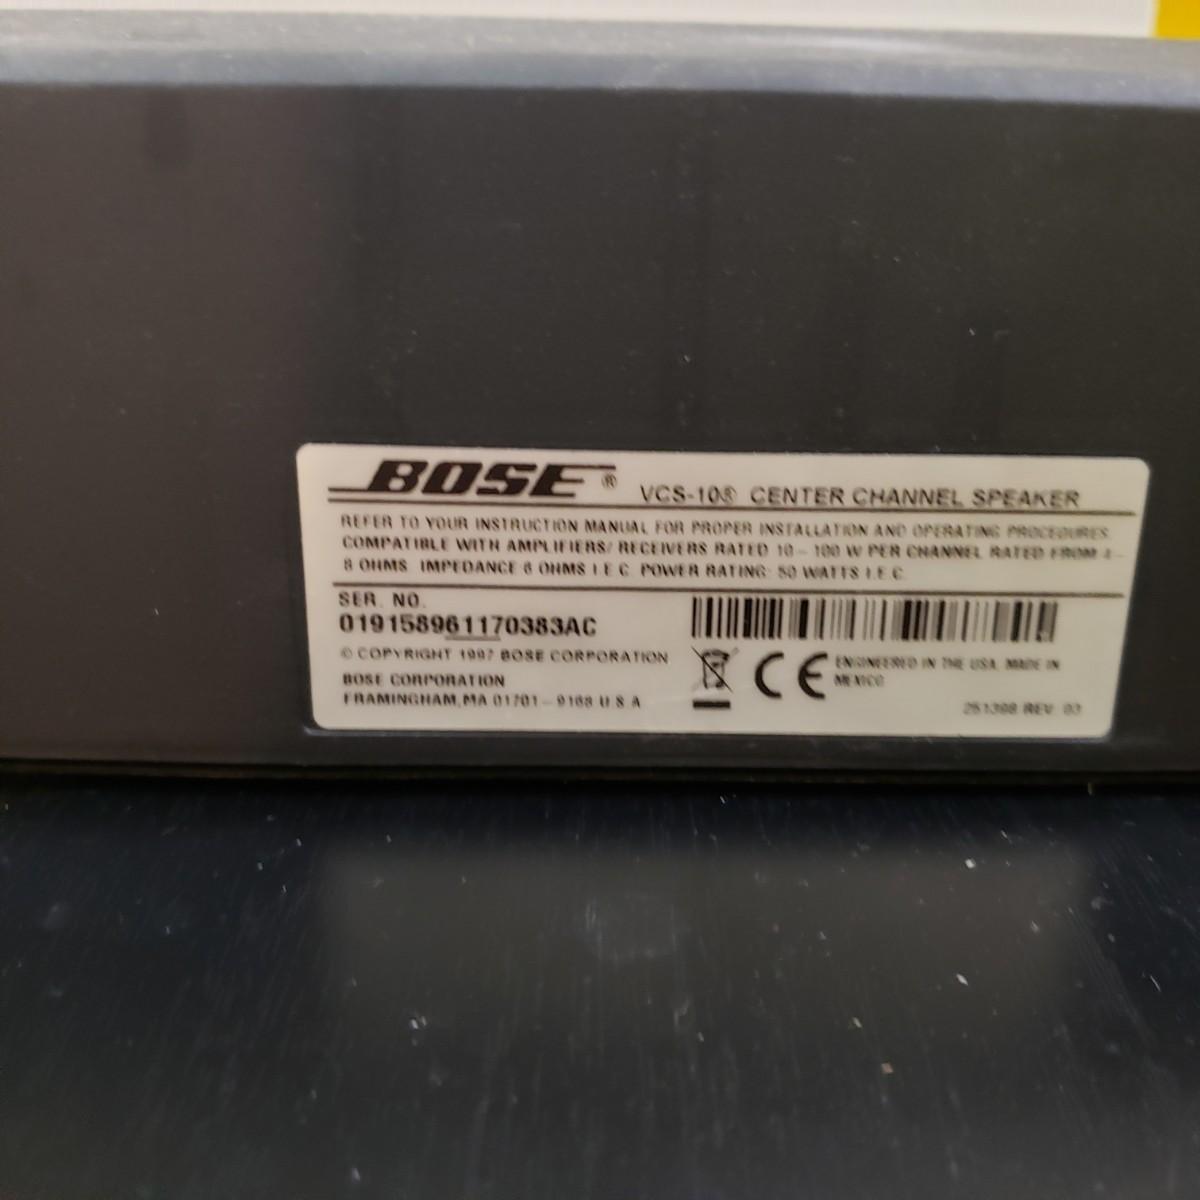 BOSE® VCS-10® CENTER CHANNEL SPEAKER
REFER TO YOUR INSTRUCTION MANUAL FOR PROPER INSTALLATION AND OPERATING PROCEDURES.
COMPATIBLE WITH AMPLIFIERS/ RECEIVERS RATED 10 - 100 W PER CHANNEL RATED FROM 4 -
8 OHMS. IMPEDANCE 6 OHMS I.E.C. POWER RATING: 50 WATTS I.E.C.
SER. NO.
019158961170383AC
© COPYRIGHT 1997 BOSE CORPORATION
BOSE CORPORATION
FRAMINGHAM, MA 01701 - 9168 U.S.A
CE
ENGINEERED IN THE USA. MADE IN
MEXICO
REV. 03